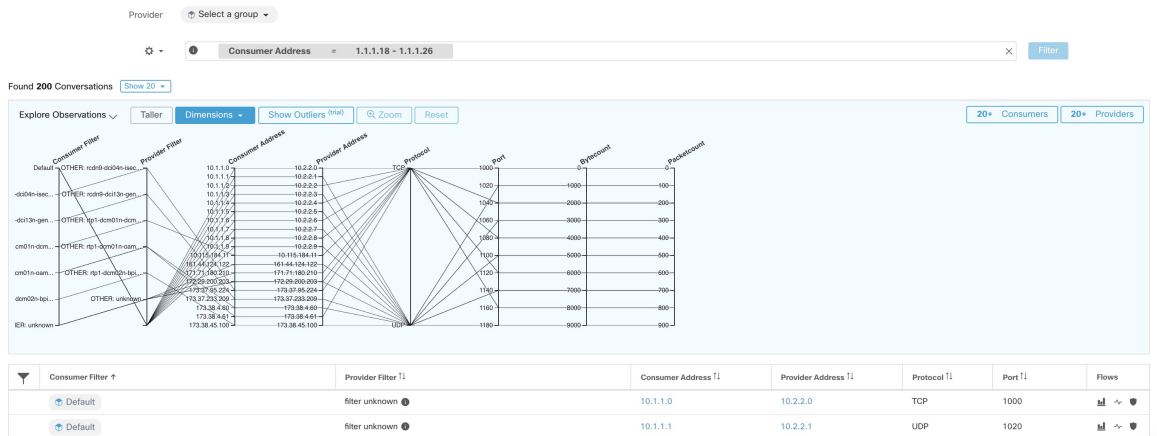 Provider Select a group
Consumer Address = 1.1.1.18 - 1.1.1.26 Filter
Found 200 Conversations Show 20
Explore Observations Taller Dimensions Show Outliers (trial) Zoom Reset 20+ Consumers 20+ Providers
Consumer Filter Provider Filter Consumer Address Provider Address Protocol Port Bytecount Packetcount
Default OTHER: rcdn9-dci04n-isec... 10.1.1.0 10.2.2.0 TCP 1000 0 0
10.1.1.1 10.2.2.1
10.1.1.2 10.2.2.2 1020 1000 100
-dci04n-isec... OTHER: rcdn9-dci13n-gen... 10.1.1.3 10.2.2.3
10.1.1.4 10.2.2.4 1040 2000 200
10.1.1.5 10.2.2.5
-dci13n-gen... OTHER: rtp1-dcm01n-dcm... 10.1.1.6 10.2.2.6 1060 3000 300
10.1.1.7 10.2.2.7
10.1.1.8 10.2.2.8 1080 4000 400
cm01n-dcm... OTHER: rtp1-dcm01n-oam... 10.1.1.9 10.2.2.9
10.115.184.11 10.115.184.11 1100 5000 500
161.44.124.122 161.44.124.122
cm01n-oam... OTHER: rtp1-dcm02n-bpi... 171.71.180.210 171.71.180.210 1120 6000 600
172.29.200.203 172.29.200.203
173.37.95.224 173.37.95.224 1140 7000 700
dcm02n-bpi... OTHER: unknown 173.37.233.209 173.37.233.209
173.38.4.60 173.38.4.60 1160 8000 800
173.38.4.61 173.38.4.61
IER: unknown 173.38.45.100 173.38.45.100 UDP 1180 9000 900
Consumer Filter Provider Filter Consumer Address Provider Address Protocol Port Flows
Default filter unknown 10.1.1.0 10.2.2.0 TCP 1000
Default filter unknown 10.1.1.1 10.2.2.1 UDP 1020